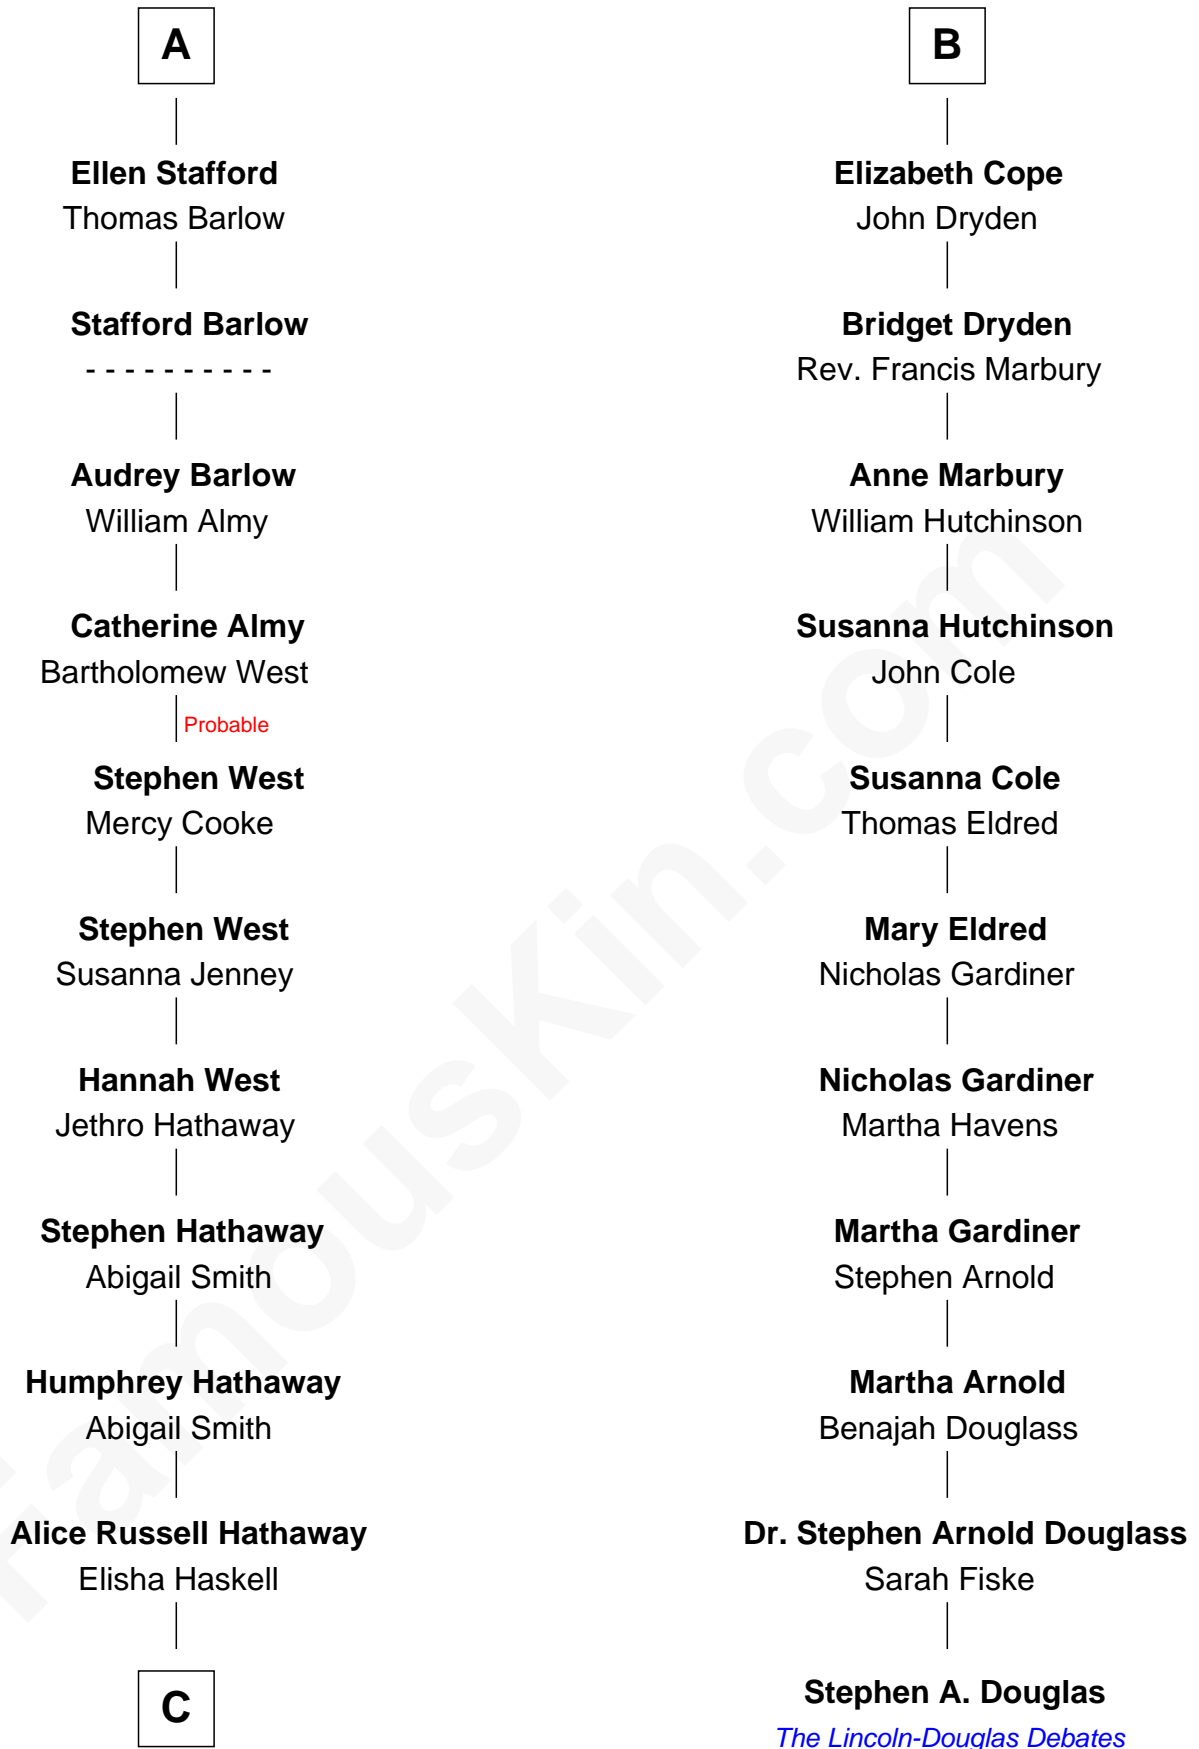 A
Ellen Stafford
Thomas Barlow
Stafford Barlow
- - - - - - - - - -
Audrey Barlow
William Almy
Catherine Almy
Bartholomew West
Probable
Stephen West
Mercy Cooke
Stephen West
Susanna Jenney
Hannah West
Jethro Hathaway
Stephen Hathaway
Abigail Smith
Humphrey Hathaway
Abigail Smith
Alice Russell Hathaway
Elisha Haskell
C
B
Elizabeth Cope
John Dryden
Bridget Dryden
Rev. Francis Marbury
Anne Marbury
William Hutchinson
Susanna Hutchinson
John Cole
Susanna Cole
Thomas Eldred
Mary Eldred
Nicholas Gardiner
Nicholas Gardiner
Martha Havens
Martha Gardiner
Stephen Arnold
Martha Arnold
Benajah Douglass
Dr. Stephen Arnold Douglass
Sarah Fiske
Stephen A. Douglas
The Lincoln-Douglas Debates
FamousKin.com